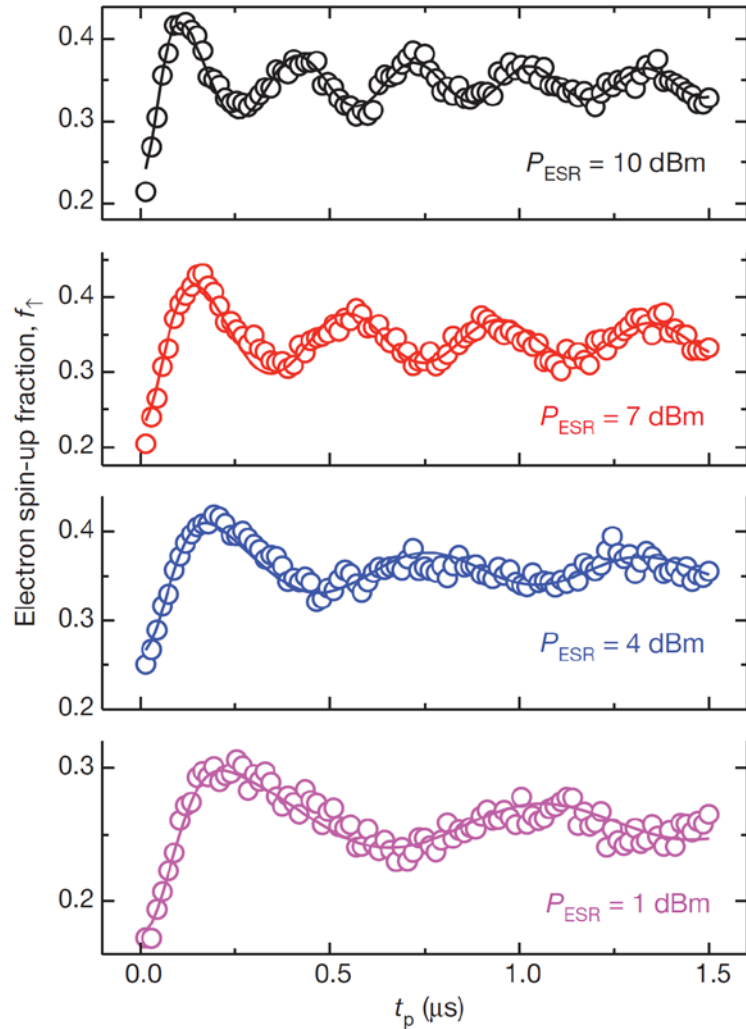 0.4
0.3
0.2
P_ESR = 10 dBm
0.4
0.3
0.2
P_ESR = 7 dBm
Electron spin-up fraction, f↑
0.4
0.3
0.2
P_ESR = 4 dBm
0.3
0.2
P_ESR = 1 dBm
0.0 0.5 1.0 1.5
t_p (μs)